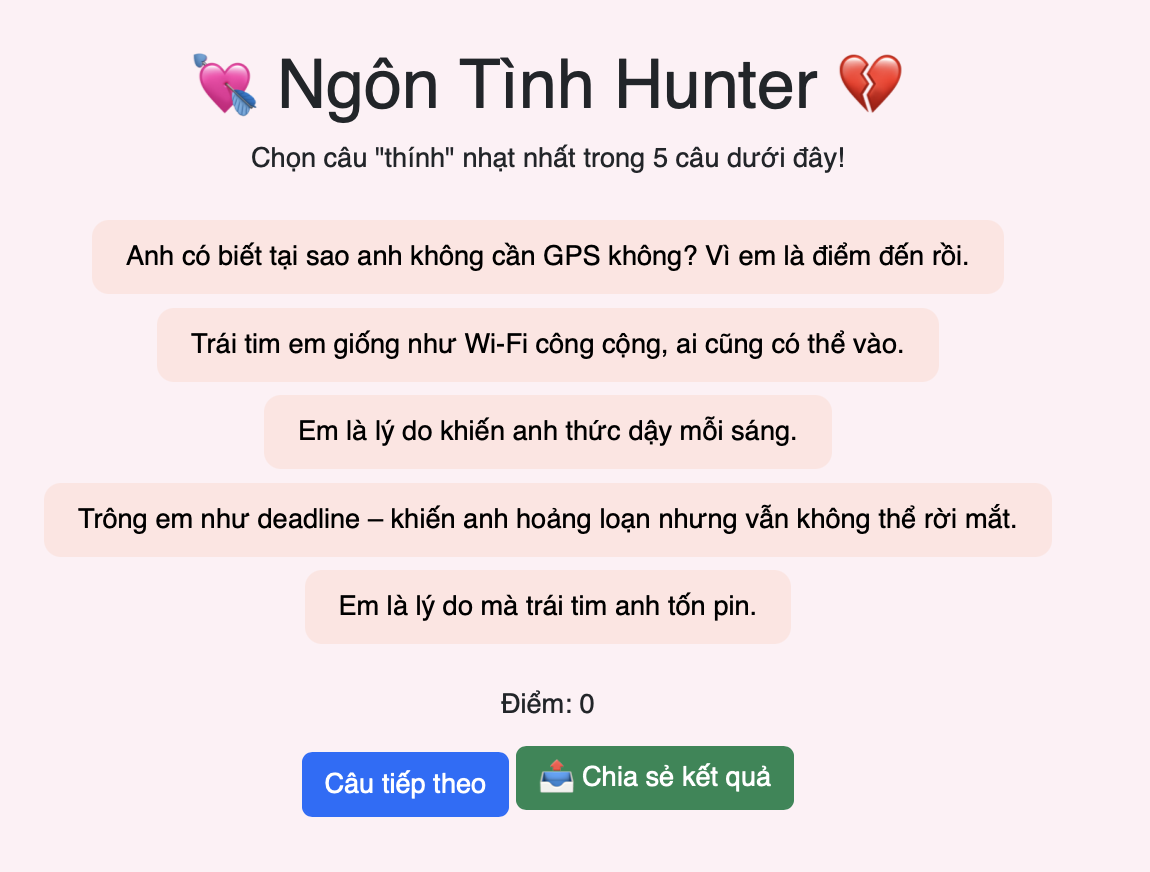 💘 Ngôn Tình Hunter 💔
Chọn câu "thính" nhạt nhất trong 5 câu dưới đây!
Anh có biết tại sao anh không cần GPS không? Vì em là điểm đến rồi.
Trái tim em giống như Wi-Fi công cộng, ai cũng có thể vào.
Em là lý do khiến anh thức dậy mỗi sáng.
Trông em như deadline – khiến anh hoảng loạn nhưng vẫn không thể rời mắt.
Em là lý do mà trái tim anh tốn pin.
Điểm: 0
Câu tiếp theo
📤 Chia sẻ kết quả